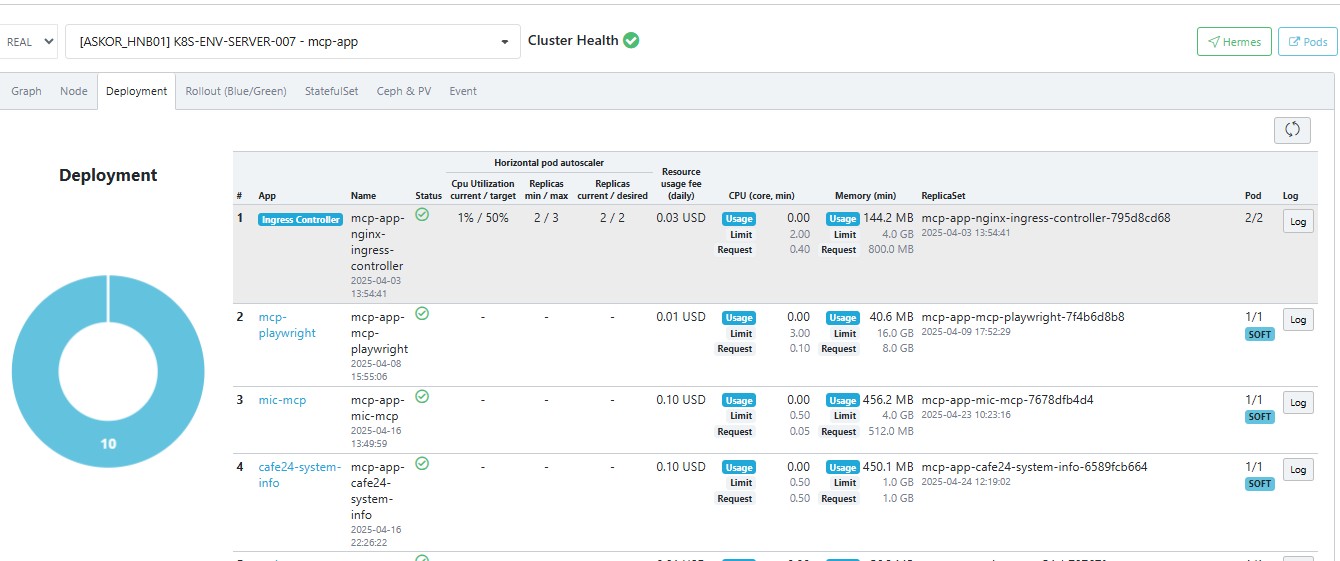 REAL
[ASKOR_HNB01] K8S-ENV-SERVER-007 - mcp-app
Cluster Health
Hermes
Pods
Graph
Node
Deployment
Rollout (Blue/Green)
StatefulSet
Ceph & PV
Event
Deployment
10
Horizontal pod autoscaler
# App Name Status Cpu Utilization current / target Replicas min / max Replicas current / desired Resource usage fee (daily) CPU (core, min) Memory (min) ReplicaSet Pod Log
1 Ingress Controller mcp-app- 1% / 50% 2 / 3 2 / 2 0.03 USD Usage 0.00 Usage 144.2 MB mcp-app-nginx-ingress-controller-795d8cd68 2/2 Log
nginx- Limit 2.00 Limit 4.0 GB 2025-04-03 13:54:41
ingress- Request 0.40 Request 800.0 MB
controller
2025-04-03
13:54:41
2 mcp- mcp-app- - - - 0.01 USD Usage 0.00 Usage 40.6 MB mcp-app-mcp-playwright-7f4b6d8b8 1/1 Log
playwright mcp- Limit 3.00 Limit 16.0 GB 2025-04-09 17:52:29 SOFT
playwright Request 0.10 Request 8.0 GB
2025-04-08
15:55:06
3 mic-mcp mcp-app- - - - 0.10 USD Usage 0.00 Usage 456.2 MB mcp-app-mic-mcp-7678dfb4d4 1/1 Log
mic-mcp Limit 0.50 Limit 4.0 GB 2025-04-23 10:23:16 SOFT
2025-04-16 Request 0.05 Request 512.0 MB
13:49:59
4 cafe24-system- mcp-app- - - - 0.10 USD Usage 0.00 Usage 450.1 MB mcp-app-cafe24-system-info-6589fcb664 1/1 Log
info cafe24- Limit 0.50 Limit 1.0 GB 2025-04-24 12:19:02 SOFT
system- Request 0.50 Request 1.0 GB
info
2025-04-16
22:26:22